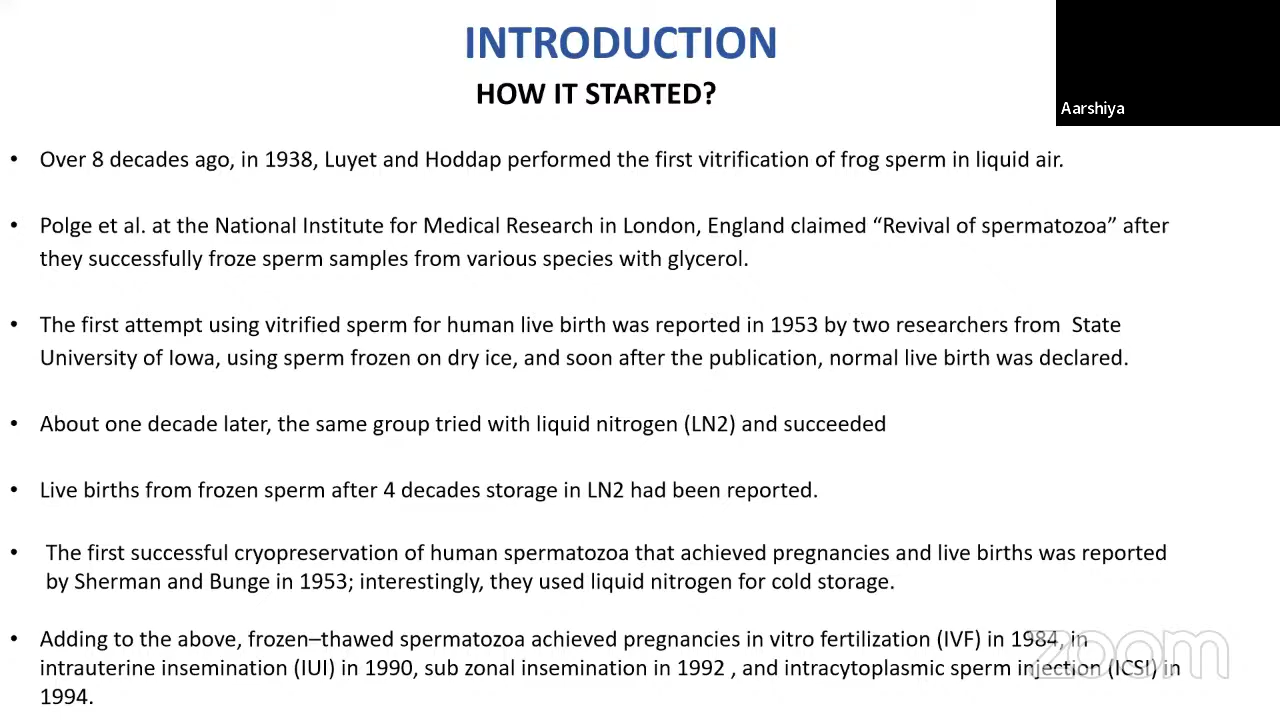 INTRODUCTION
HOW IT STARTED?
Aarshiya
• Over 8 decades ago, in 1938, Luyet and Hoddap performed the first vitrification of frog sperm in liquid air.
• Polge et al. at the National Institute for Medical Research in London, England claimed “Revival of spermatozoa” after
they successfully froze sperm samples from various species with glycerol.
• The first attempt using vitrified sperm for human live birth was reported in 1953 by two researchers from State
University of Iowa, using sperm frozen on dry ice, and soon after the publication, normal live birth was declared.
• About one decade later, the same group tried with liquid nitrogen (LN2) and succeeded
• Live births from frozen sperm after 4 decades storage in LN2 had been reported.
• The first successful cryopreservation of human spermatozoa that achieved pregnancies and live births was reported
by Sherman and Bunge in 1953; interestingly, they used liquid nitrogen for cold storage.
• Adding to the above, frozen–thawed spermatozoa achieved pregnancies in vitro fertilization (IVF) in 1984, in
intrauterine insemination (IUI) in 1990, sub zonal insemination in 1992 , and intracytoplasmic sperm injection (ICSI) in
1994.
zoom